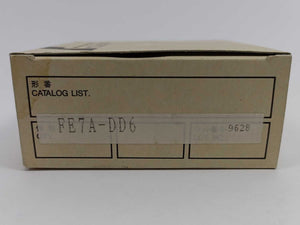 形 番
CATALOG LIST.
FE7A-DD6
9628